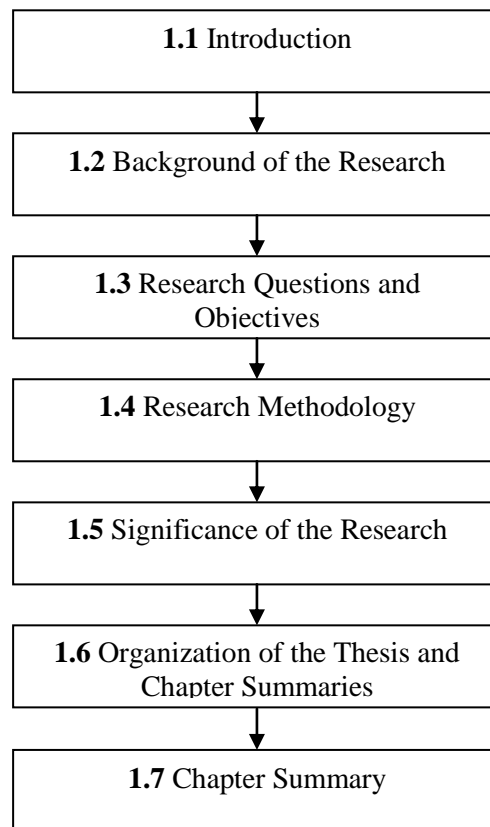 1.1 Introduction
1.2 Background of the Research
1.3 Research Questions and
Objectives
1.4 Research Methodology
1.5 Significance of the Research
1.6 Organization of the Thesis and
Chapter Summaries
1.7 Chapter Summary